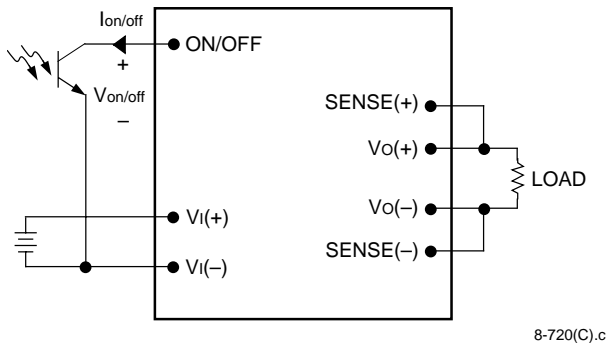 Ion/off
ON/OFF
+
Von/off
–
SENSE(+)
VO(+)
LOAD
VO(–)
SENSE(–)
VI(+)
VI(–)
8-720(C).c